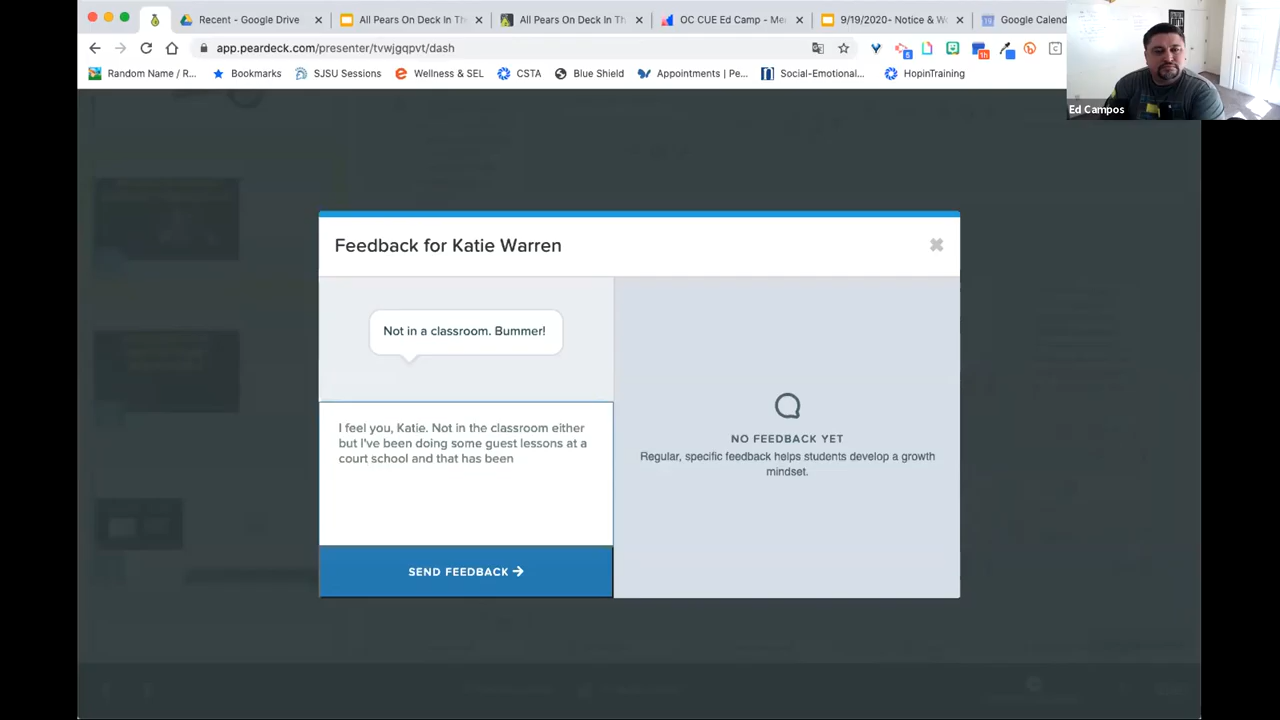 Recent - Google Drive
All Pears On Deck In Th
All Pears On Deck In Th
OC CUE Ed Camp - Me
9/19/2020- Notice & W
Google Calend
app.peardeck.com/presenter/tvwjgqpvt/dash
5
1h
Random Name / R...
Bookmarks
SJSU Sessions
Wellness & SEL
CSTA
Blue Shield
Appointments | Pe...
Social-Emotional...
HopinTraining
Ed Campos
Feedback for Katie Warren
Not in a classroom. Bummer!
I feel you, Katie. Not in the classroom either
but I've been doing some guest lessons at a
court school and that has been
SEND FEEDBACK →
NO FEEDBACK YET
Regular, specific feedback helps students develop a growth
mindset.